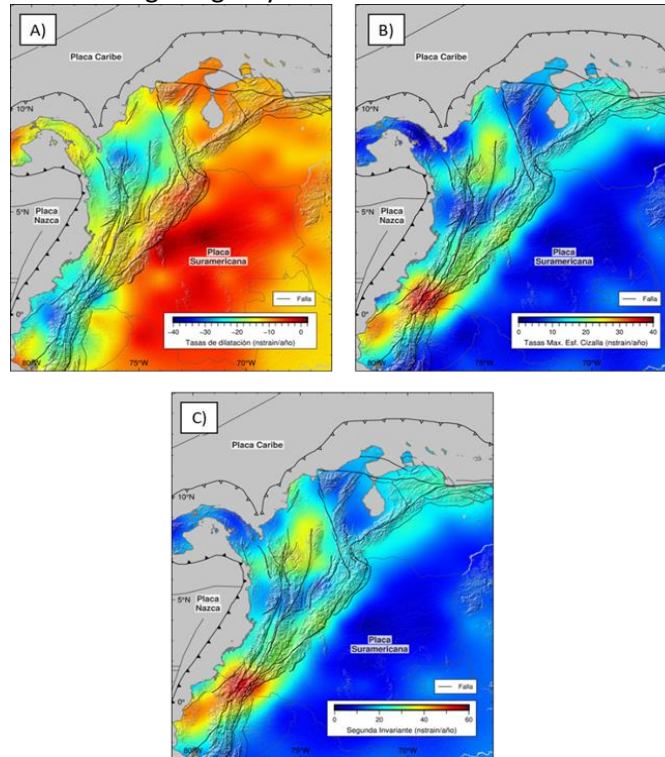 A)
Placa Caribe
10°N
5°N
Placa
Nazca
Placa
Suramericana
0°
Falla
−40 −30 −20 −10 0
Tasas de dilatación (nstrain/año)
80°W 75°W 70°W
B)
Placa Caribe
10°N
5°N
Placa
Nazca
Placa
Suramericana
0°
Falla
0 10 20 30 40
Tasas Max. Esf. Cizalla (nstrain/año)
80°W 75°W 70°W
C)
Placa Caribe
10°N
5°N
Placa
Nazca
Placa
Suramericana
Falla
0°
0 20 40 60
Segunda Invariante (nstrain/año)
80°W 75°W 70°W